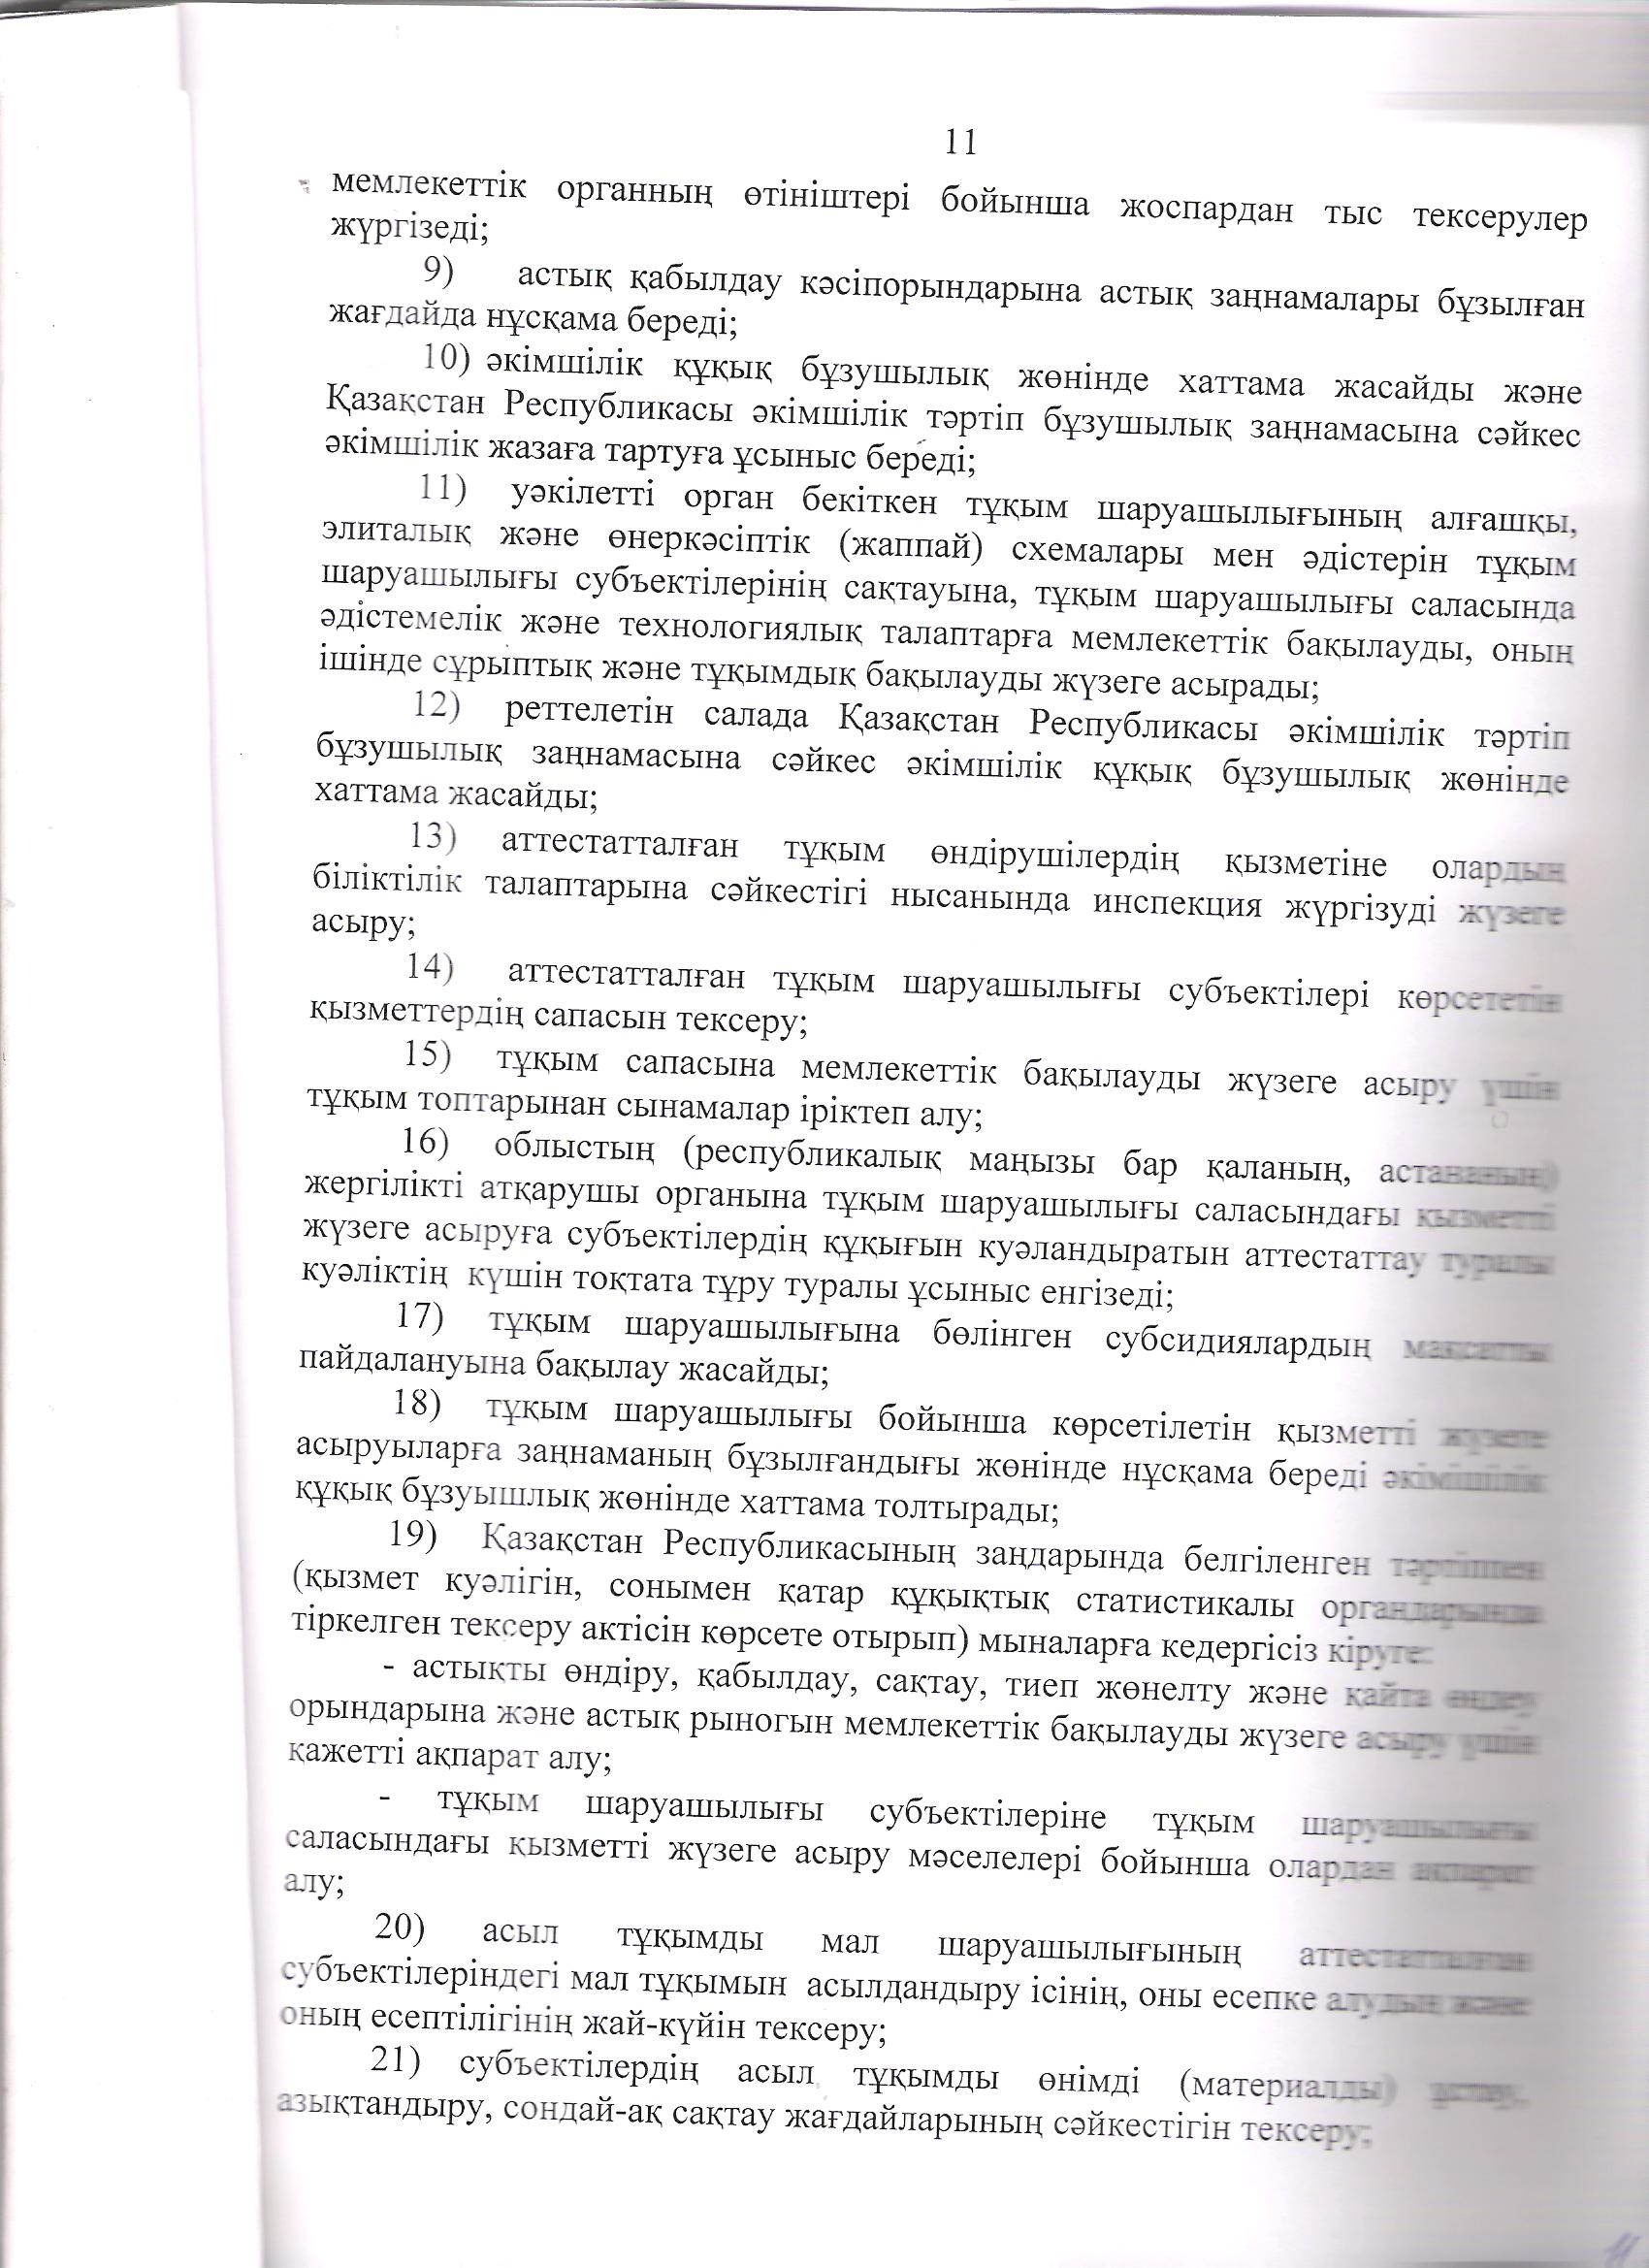 11
мемлекеттік органның өтініштері бойынша жоспардан тыс тексерулер
жүргізеді;
9) астық қабылдау кәсіпорындарына астық заңнамалары бұзылған
жағдайда нұсқама береді;
10) әкімшілік құқық бұзушылық жөнінде хаттама жасайды және
Қазақстан Республикасы әкімшілік тәртіп бұзушылық заңнамасына сәйкес
әкімшілік жазаға тартуға ұсыныс береді;
11) уәкілетті орган бекіткен тұқым шаруашылығының алғашқы,
элиталық және өнеркәсіптік (жаппай) схемалары мен әдістерін тұқым
шаруашылығы субъектілерінің сақтауына, тұқым шаруашылығы саласында
әдістемелік және технологиялық талаптарға мемлекеттік бақылауды, оның
ішінде сұрыптық және тұқымдық бақылауды жүзеге асырады;
12) реттелетін салада Қазақстан Республикасы әкімшілік тәртіп
бұзушылық заңнамасына сәйкес әкімшілік құқық бұзушылық жөнінде
хаттама жасайды;
13) аттестатталған тұқым өндірушілердің қызметіне олардың
біліктілік талаптарына сәйкестігі нысанында инспекция жүргізуді жүзеге
асыру;
14) аттестатталған тұқым шаруашылығы субъектілері көрсететін
қызметтердің сапасын тексеру;
15) тұқым сапасына мемлекеттік бақылауды жүзеге асыру үшін
тұқым топтарынан сынамалар іріктеп алу;
16) облыстың (республикалық маңызы бар қаланың, астананың)
жергілікті атқарушы органына тұқым шаруашылығы саласындағы қызметті
жүзеге асыруға субъектілердің құқығын куәландыратын аттестаттау туралы
куәліктің күшін тоқтата тұру туралы ұсыныс енгізеді;
17) тұқым шаруашылығына бөлінген субсидиялардың мақсатты
пайдалануына бақылау жасайды;
18) тұқым шаруашылығы бойынша көрсетілетін қызметті жүзеге
асыруыларға заңнаманың бұзылғандығы жөнінде нұсқама береді әкімішілік
құқық бұзуышлық жөнінде хаттама толтырады;
19) Қазақстан Республикасының заңдарында белгіленген тәртіппен
(қызмет куәлігін, сонымен қатар құқықтық статистикалы органдарында
тіркелген тексеру актісін көрсете отырып) мыналарға кедергісіз кіруге:
- астықты өндіру, қабылдау, сақтау, тиеп жөнелту және қайта өңдеу
орындарына және астық рыногын мемлекеттік бақылауды жүзеге асыру үшін
қажетті ақпарат алу;
- тұқым шаруашылығы субъектілеріне тұқым шаруашылығы
саласындағы қызметті жүзеге асыру мәселелері бойынша олардан ақпарат
алу;
20) асыл тұқымды мал шаруашылығының аттестатталған
субъектілеріндегі мал тұқымын асылдандыру ісінің, оны есепке алудың және
оның есептілігінің жай-күйін тексеру;
21) субъектілердің асыл тұқымды өнімді (материалды) ұстау,
азықтандыру, сондай-ақ сақтау жағдайларының сәйкестігін тексеру;